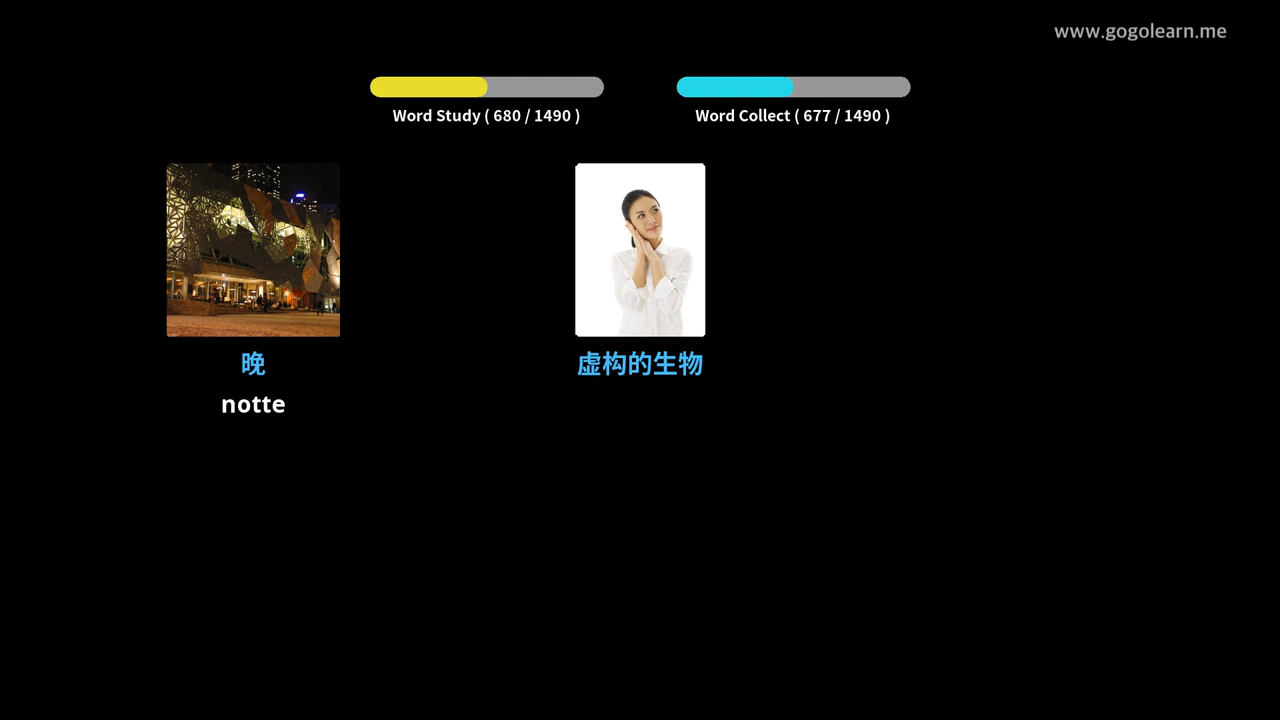 www.gogolearn.me
Word Study ( 680 / 1490 )
Word Collect ( 677 / 1490 )
晚
notte
虚构的生物